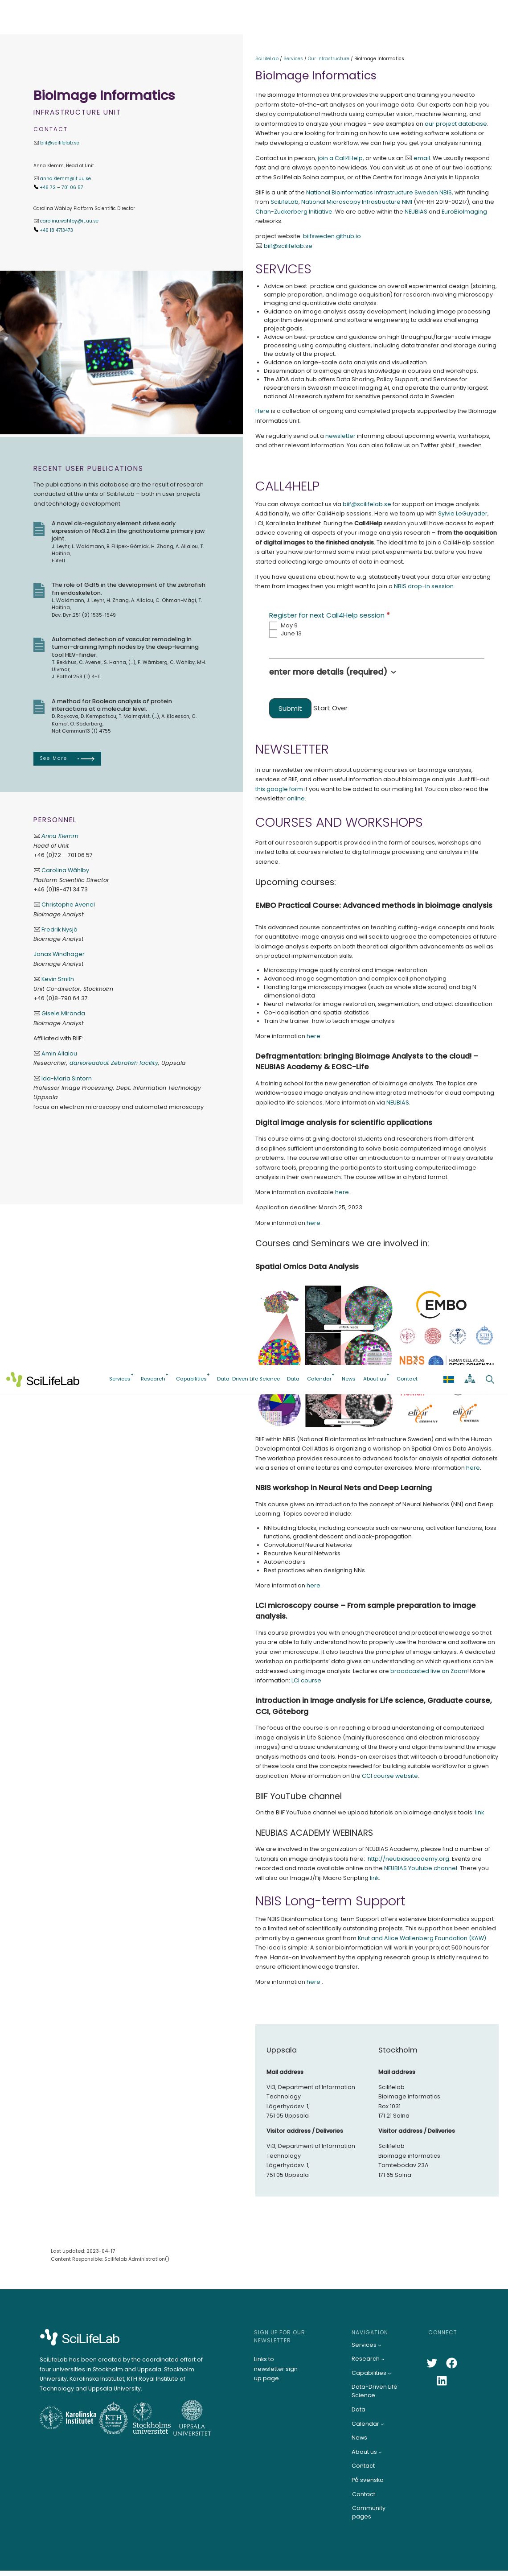 BioImage Informatics
INFRASTRUCTURE UNIT
CONTACT
biif@scilifelab.se
Anna Klemm, Head of Unit
anna.klemm@it.uu.se
+46 72 – 701 06 57
Carolina Wählby Platform Scientific Director
carolina.wahlby@it.uu.se
+46 18 4713473
RECENT USER PUBLICATIONS
The publications in this database are the result of research
conducted at the units of SciLifeLab – both in user projects
and technology development.
A novel cis-regulatory element drives early
expression of Nkx3.2 in the gnathostome primary jaw
joint.
J. Leyhr, L. Waldmann, B. Filipek-Górniok, H. Zhang, A. Allalou, T.
Haitina,
Elife11
The role of Gdf5 in the development of the zebrafish
fin endoskeleton.
L. Waldmann, J. Leyhr, H. Zhang, A. Allalou, C. Öhman-Mägi, T.
Haitina,
Dev. Dyn.251 (9) 1535-1549
Automated detection of vascular remodeling in
tumor-draining lymph nodes by the deep-learning
tool HEV-finder.
T. Bekkhus, C. Avenel, S. Hanna, (...), F. Wärnberg, C. Wählby, MH
Ulvmar,
J. Pathol.258 (1) 4-11
A method for Boolean analysis of protein
interactions at a molecular level.
D. Raykova, D. Kermpatsou, T. Malmqvist, (...), A. Klaesson, C.
Kampf, O. Söderberg,
Nat Commun13 (1) 4755
See More
PERSONNEL
Anna Klemm
Head of Unit
+46 (0)72 – 701 06 57
Carolina Wählby
Platform Scientific Director
+46 (0)18-471 34 73
Christophe Avenel
Bioimage Analyst
Fredrik Nysjö
Bioimage Analyst
Jonas Windhager
Bioimage Analyst
Kevin Smith
Unit Co-director, Stockholm
+46 (0)8-790 64 37
Gisele Miranda
Bioimage Analyst
Affiliated with BIIF:
Amin Allalou
Researcher, danioreadout Zebrafish facility, Uppsala
Ida-Maria Sintorn
Professor Image Processing, Dept. Information Technology
Uppsala
focus on electron microscopy and automated microscopy
SciLifeLab / Services / Our Infrastructure / BioImage Informatics
BioImage Informatics
The BioImage Informatics Unit provides the support and training you need to
perform state-of-the-art analyses on your image data. Our experts can help you
deploy computational methods based on deep learning, machine learning, and
bioinformatics to analyze your images – see examples on our project database.
Whether you are looking for training on how to use existing software solutions or
help developing a custom workflow, we can help you get your analysis running.
Contact us in person, join a Call4Help, or write us an email. We usually respond
fast and are always open to new ideas. You can visit us at one of our two locations:
at the SciLifeLab Solna campus, or at the Centre for Image Analysis in Uppsala.
BIIF is a unit of the National Bioinformatics Infrastructure Sweden NBIS, with funding
from SciLifeLab, National Microscopy Infrastructure NMI (VR-RFI 2019-00217), and the
Chan-Zuckerberg Initiative. We are active within the NEUBIAS and EuroBioImaging
networks.
project website: biifsweden.github.io
biif@scilifelab.se
SERVICES
Advice on best-practice and guidance on overall experimental design (staining,
sample preparation, and image acquisition) for research involving microscopy
imaging and quantitative data analysis.
Guidance on image analysis assay development, including image processing
algorithm development and software engineering to address challenging
project goals.
Advice on best-practice and guidance on high throughput/large-scale image
processing using computing clusters, including data transfer and storage during
the activity of the project.
Guidance on large-scale data analysis and visualization
Dissemination of bioimage analysis knowledge in courses and workshops.
The AIDA data hub offers Data Sharing, Policy Support, and Services for
researchers in Swedish medical imaging AI, and operate the currently largest
national AI research system for sensitive personal data in Sweden.
Here is a collection of ongoing and completed projects supported by the BioImage
Informatics Unit.
We regularly send out a newsletter informing about upcoming events, workshops,
and other relevant information. You can also follow us on Twitter @biif_sweden .
CALL4HELP
You can always contact us via biif@scilifelab.se for support on image analysis.
Additionally, we offer Call4Help sessions. Here we team up with Sylvie LeGuyader,
LCI, Karolinska Institutet. During the Call4Help session you will have access to expert
advice covering all aspects of your image analysis research – from the acquisition
of digital images to the finished analysis. The ideal time to join a Call4Help session
is after you have conducted some initial experiments but before you have started
collecting large amounts of data in earnest.
If you have questions about how to e.g. statistically treat your data after extracting
them from images then you might want to join a NBIS drop-in session.
Register for next Call4Help session *
May 9
June 13
enter more details (required)
Submit Start Over
NEWSLETTER
In our newsletter we inform about upcoming courses on bioimage analysis,
services of BIIF, and other useful information about bioimage analysis. Just fill-out
this google form if you want to be added to our mailing list. You can also read the
newsletter online.
COURSES AND WORKSHOPS
Part of our research support is provided in the form of courses, workshops and
invited talks at courses related to digital image processing and analysis in life
science.
Upcoming courses:
EMBO Practical Course: Advanced methods in bioimage analysis
This advanced course concentrates on teaching cutting-edge concepts and tools
for quantitative image analysis and will seek to upgrade the competences of future
bioimage analysis experts on both theoretical algorithm advancements as well as
on practical implementation skills.
Microscopy image quality control and image restoration
Advanced image segmentation and complex cell phenotyping
Handling large microscopy images (such as whole slide scans) and big N-
dimensional data
Neural-networks for image restoration, segmentation, and object classification
Co-localisation and spatial statistics
Train the trainer: how to teach image analysis
More information here.
Defragmentation: bringing BioImage Analysts to the cloud! –
NEUBIAS Academy & EOSC-Life
A training school for the new generation of bioimage analysts. The topics are
workflow-based image analysis and new integrated methods for cloud computing
applied to life sciences. More information via NEUBIAS.
Digital image analysis for scientific applications
This course aims at giving doctoral students and researchers from different
disciplines sufficient understanding to solve basic computerized image analysis
problems. The course will also offer an introduction to a number of freely available
software, preparing the participants to start using computerized image
analysis in their own research. The course will be in a hybrid format.
More information available here.
Application deadline: March 25, 2023
More information here.
Courses and Seminars we are involved in:
Spatial Omics Data Analysis
EMBO
NBIS
HUMAN CELL ATLAS
SciLifeLab
Services
Research
Capabilities
Data-Driven Life Science
Data
Calendar
News
About us
Contact
elixir
GERMANY
elixir
SWEDEN
BIIF within NBIS (National Bioinformatics Infrastructure Sweden) and with the Human
Developmental Cell Atlas is organizing a workshop on Spatial Omics Data Analysis.
The workshop provides resources to advanced tools for analysis of spatial datasets
via a series of online lectures and computer exercises. More information here.
NBIS workshop in Neural Nets and Deep Learning
This course gives an introduction to the concept of Neural Networks (NN) and Deep
Learning. Topics covered include:
NN building blocks, including concepts such as neurons, activation functions, loss
functions, gradient descent and back-propagation
Convolutional Neural Networks
Recursive Neural Networks
Autoencoders
Best practices when designing NNs
More information here.
LCI microscopy course – From sample preparation to image
analysis.
This course provides you with enough theoretical and practical knowledge so that
you are able to fully understand how to properly use the hardware and software on
your own microscope. It also teaches the principles of image anlayiss. A dedicated
workshop on participants' data gives an understanding on which questions can be
addressed using image analysis. Lectures are broadcasted live on Zoom! More
Information: LCI course
Introduction in Image analysis for Life science, Graduate course,
CCI, Göteborg
The focus of the course is on reaching a broad understanding of computerized
image analysis in Life Science (mainly fluorescence and electron microscopy
images) and a basic understanding of the theory and algorithms behind the image
analysis methods and tools. Hands-on exercises that will teach a broad functionality
of these tools and the concepts needed for building suitable workflow for a given
application. More information on the CCI course website.
BIIF YouTube channel
On the BIIF YouTube channel we upload tutorials on bioimage analysis tools: link
NEUBIAS ACADEMY WEBINARS
We are involved in the organization of NEUBIAS Academy, please find a number of
tutorials on image analysis tools here: http://neubiasacademy.org. Events are
recorded and made available online on the NEUBIAS Youtube channel. There you
will also our ImageJ/Fiji Macro Scripting link.
NBIS Long-term Support
The NBIS Bioinformatics Long-term Support offers extensive bioinformatics support
to a limited set of scientifically outstanding projects. This support has been enabled
primarily by a generous grant from Knut and Alice Wallenberg Foundation (KAW).
The idea is simple: A senior bioinformatician will work in your project 500 hours for
free. Hands-on involvement by the applying research group is strictly required to
ensure efficient knowledge transfer.
More information here .
Uppsala
Mail address
Vi3, Department of Information
Technology
Lägerhyddsv. 1,
751 05 Uppsala
Visitor address / Deliveries
Vi3, Department of Information
Technology
Lägerhyddsv. 1,
751 05 Uppsala
Stockholm
Mail address
Scilifelab
Bioimage informatics
Box 1031
171 21 Solna
Visitor address / Deliveries
Scilifelab
Bioimage informatics
Tomtebodav 23A
171 65 Solna
Last updated: 2023-04-17
Content Responsible: Scilifelab Administration()
SciLifeLab
SciLifeLab has been created by the coordinated effort of
four universities in Stockholm and Uppsala: Stockholm
University, Karolinska Institutet, KTH Royal Institute of
Technology and Uppsala University.
Karolinska
Institutet
KTH
Stockholms
universitet
UPPSALA
UNIVERSITET
SIGN UP FOR OUR
NEWSLETTER
Links to
newsletter sign
up page
NAVIGATION
Services
Research
Capabilities
Data-Driven Life
Science
Data
Calendar
News
About us
Contact
På svenska
Contact
Community
pages
CONNECT